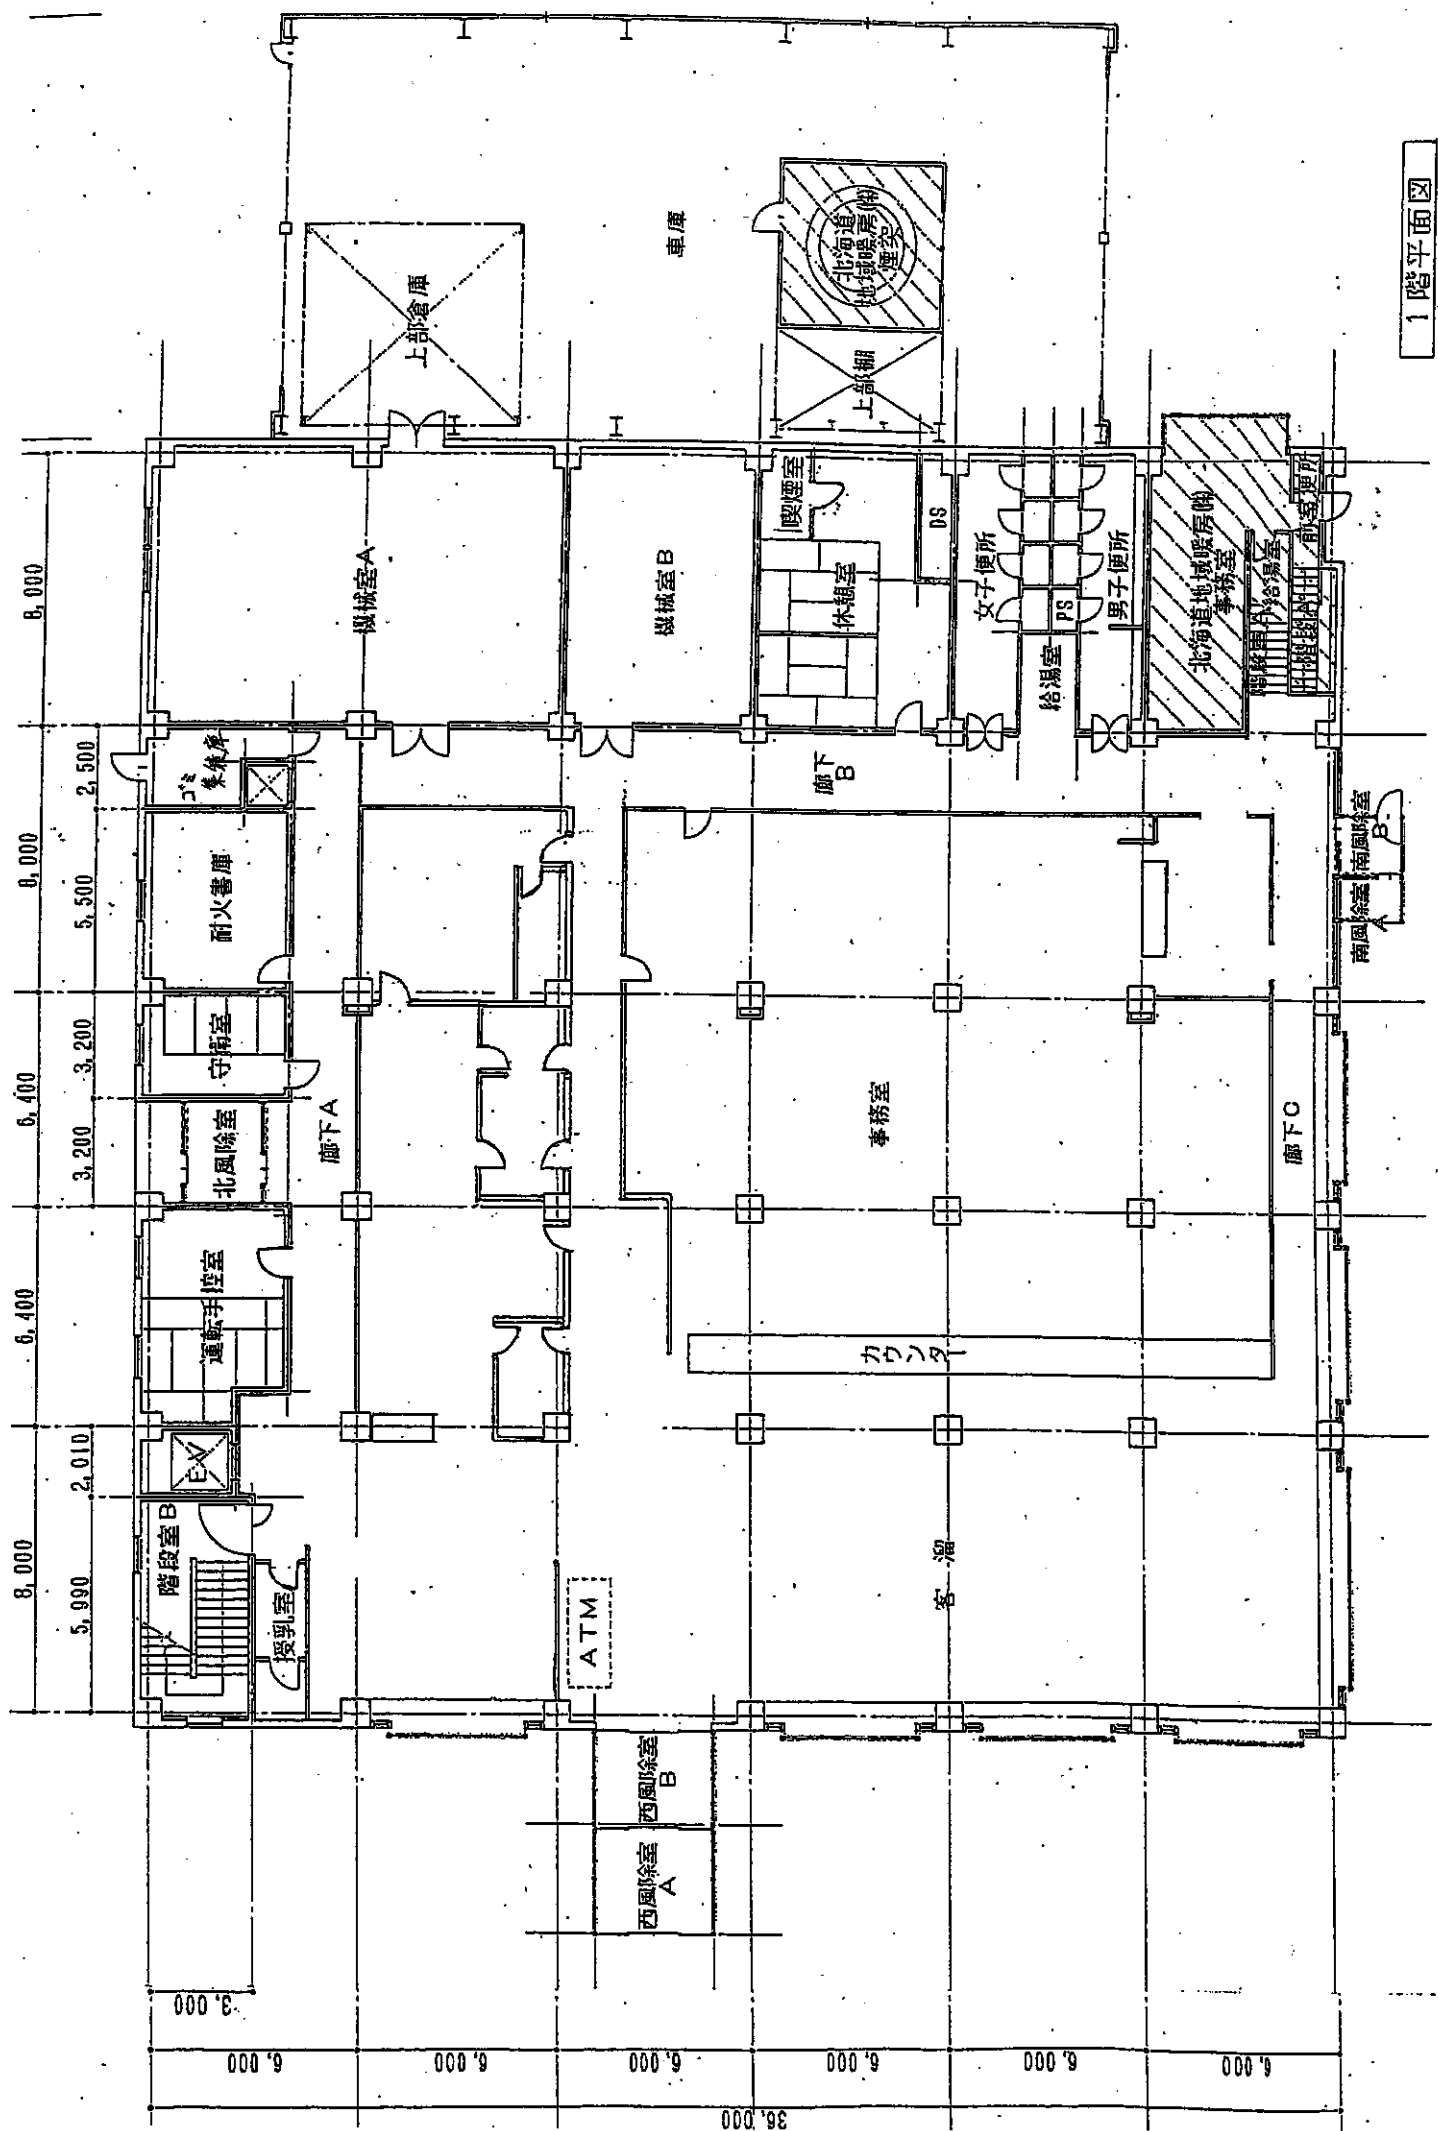 8,000
6,400
6,400
8,000
8,000
5,990
2,010
3,200
3,200
5,500
2,500
3,000
6,000
6,000
6,000
6,000
6,000
6,000
36,000
階段室B
EV
授乳室
運転手控室
北風除室
守衛室
耐火書庫
ゴミ
集積庫
廊下A
機械室A
機械室B
上部倉庫
車庫
ATM
西風除室
A
西風除室
B
客溜
カウンター
事務室
廊下
B
廊下C
休憩室
喫煙室
DS
女子便所
給湯室
PS
男子便所
上部棚
北海道
地域暖房㈱
煙突
北海道地域暖房㈱
事務室
階段室A
給湯室
前室
便所
南風除室
A
南風除室
B
1階平面図